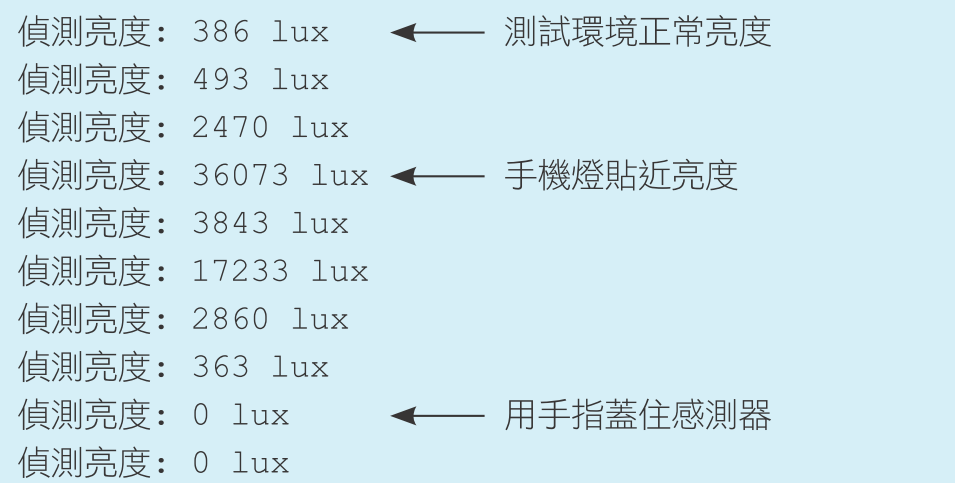 偵測亮度: 386 lux 測試環境正常亮度
偵測亮度: 493 lux
偵測亮度: 2470 lux
偵測亮度: 36073 lux 手機燈貼近亮度
偵測亮度: 3843 lux
偵測亮度: 17233 lux
偵測亮度: 2860 lux
偵測亮度: 363 lux
偵測亮度: 0 lux 用手指蓋住感測器
偵測亮度: 0 lux